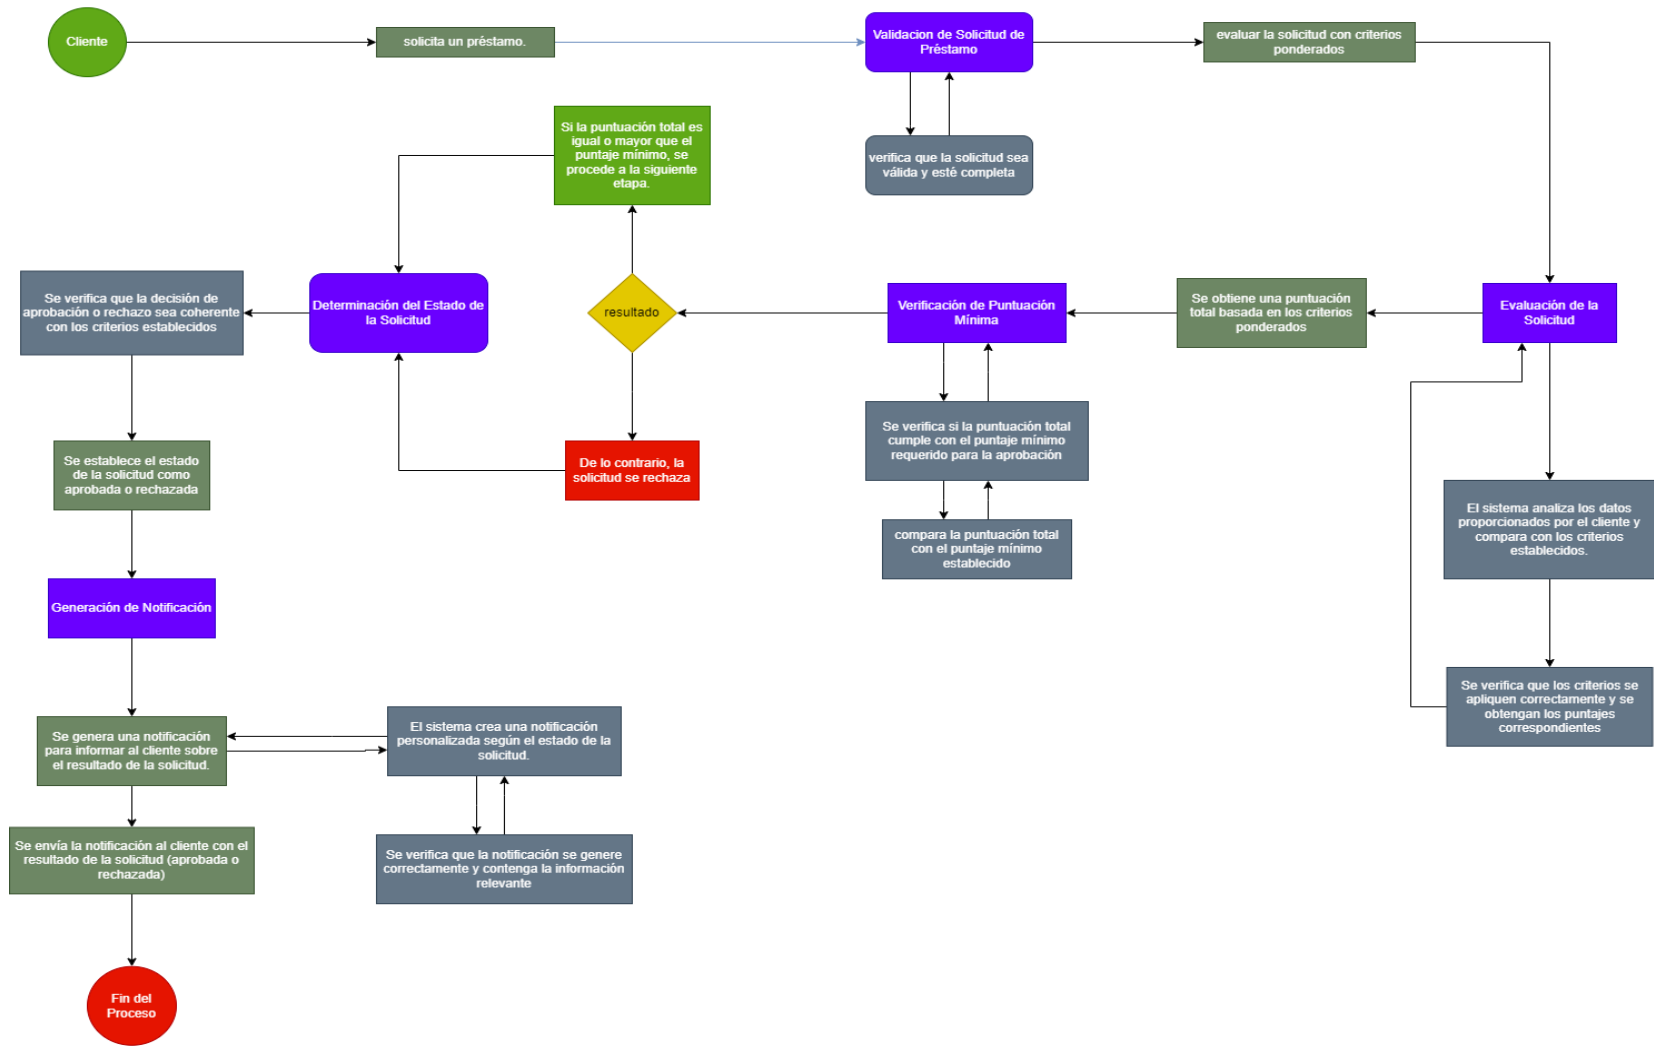 Cliente
solicita un préstamo.
Validacion de Solicitud de
Préstamo
evaluar la solicitud con criterios
ponderados
verifica que la solicitud sea
válida y esté completa
Si la puntuación total es
igual o mayor que el
puntaje mínimo, se
procede a la siguiente
etapa.
Se verifica que la decisión de
aprobación o rechazo sea coherente
con los criterios establecidos
Determinación del Estado de
la Solicitud
resultado
Verificación de Puntuación
Mínima
Se obtiene una puntuación
total basada en los criterios
ponderados
Evaluación de la
Solicitud
Se verifica si la puntuación total
cumple con el puntaje mínimo
requerido para la aprobación
De lo contrario, la
solicitud se rechaza
Se establece el estado
de la solicitud como
aprobada o rechazada
compara la puntuación total
con el puntaje mínimo
establecido
El sistema analiza los datos
proporcionados por el cliente y
compara con los criterios
establecidos.
Generación de Notificación
Se verifica que los criterios se
apliquen correctamente y se
obtengan los puntajes
correspondientes
Se genera una notificación
para informar al cliente sobre
el resultado de la solicitud.
El sistema crea una notificación
personalizada según el estado de la
solicitud.
Se envía la notificación al cliente con el
resultado de la solicitud (aprobada o
rechazada)
Se verifica que la notificación se genere
correctamente y contenga la información
relevante
Fin del
Proceso